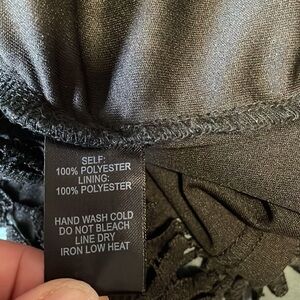 SELF:
100% POLYESTER
LINING:
100% POLYESTER
HAND WASH COLD
DO NOT BLEACH
LINE DRY
IRON LOW HEAT